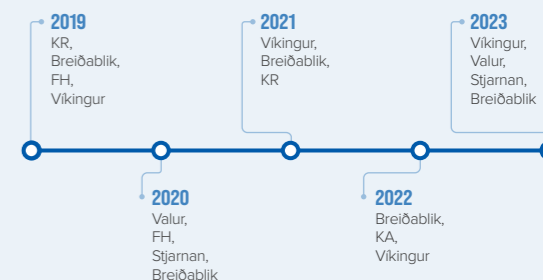 2019
KR,
Breiðablik,
FH,
Víkingur
2020
Valur,
FH,
Stjarnan,
Breiðablik
2021
Víkingur,
Breiðablik,
KR
2022
Breiðablik,
KA,
Víkingur
2023
Víkingur,
Valur,
Stjarnan,
Breiðablik